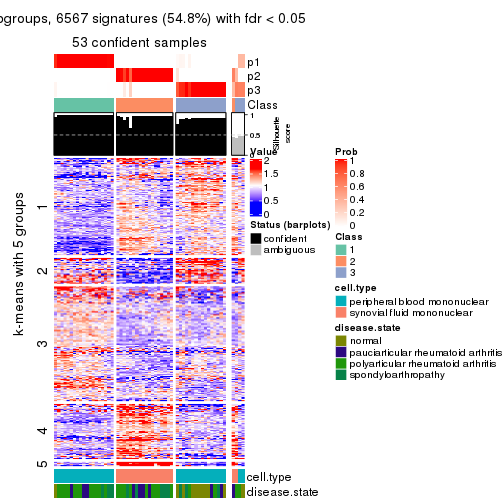 ogroups, 6567 signatures (54.8%) with fdr < 0.05
53 confident samples
p1
p2
p3
Class
1
0.5
0
Silhouette
score
k-means with 5 groups
1
2
3
4
5
cell.type
disease.state
Value
2
1.5
1
0.5
0
Status (barplots)
confident
ambiguous
Prob
1
0.8
0.6
0.4
0.2
0
Class
1
2
3
cell.type
peripheral blood mononuclear
synovial fluid mononuclear
disease.state
normal
pauciarticular rheumatoid arthritis
polyarticular rheumatoid arthritis
spondyloarthropathy